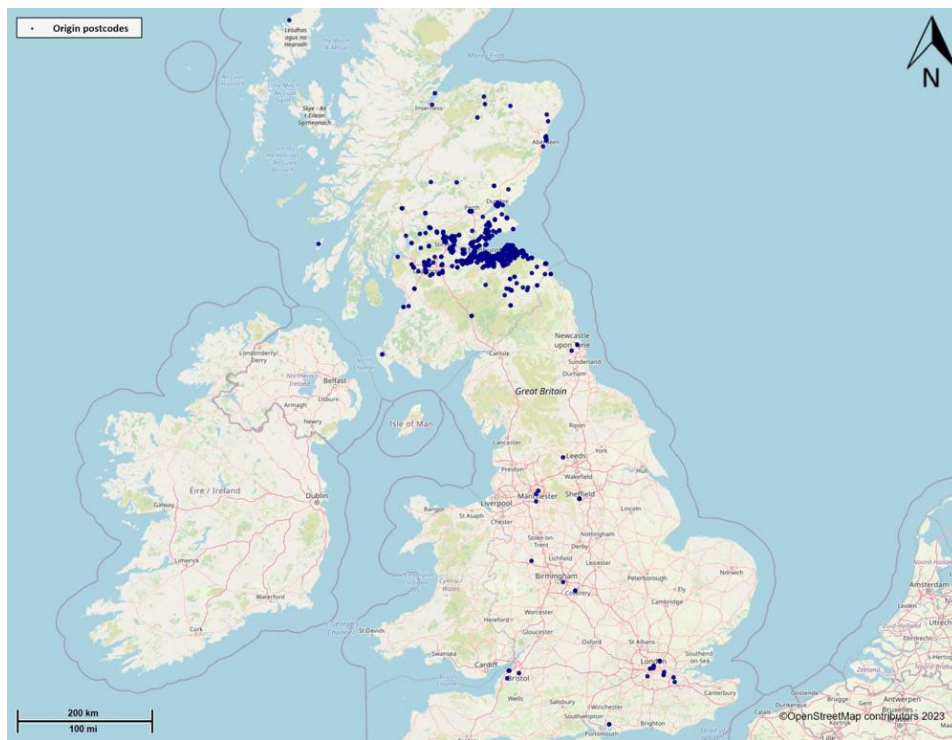 Origin postcodes
Leòdhas
agus na
Hearadh
Moray Firth
Inverness
Skye - An
t-Eilean
Sgitheanach
Aberdeen
Dundee
Perth
Newcastle
upon Tyne
Sunderland
Carlisle
Durham
Londonderry/
Derry
Northern
Ireland
Belfast
Lisburn
Armagh
Newry
Great Britain
Isle of Man
Ripon
Lancaster
York
Preston
Leeds
Hull
Wakefield
Éire / Ireland
Dublin
Galway
Manchester
Sheffield
Liverpool
Bangor
St Asaph
Chester
Lincoln
Stoke-on-
Trent
Nottingham
Derby
Limerick
Lichfield
Leicester
Norwich
Peterborough
Birmingham
Ely
Coventry
Waterford
Worcester
Cambridge
Cork
St Davids
Hereford
Gloucester
Oxford
St Albans
Swansea
Cardiff
Bristol
London
Southend
on-Sea
Wells
Salisbury
Winchester
Canterbury
Southampton
Brighton
Portsmouth
Amsterdam
Leiden
Utrecht
Dordrecht
Zeeland
Antwerpen
Calais
Lille
200 km
100 mi
N
©OpenStreetMap contributors 2023